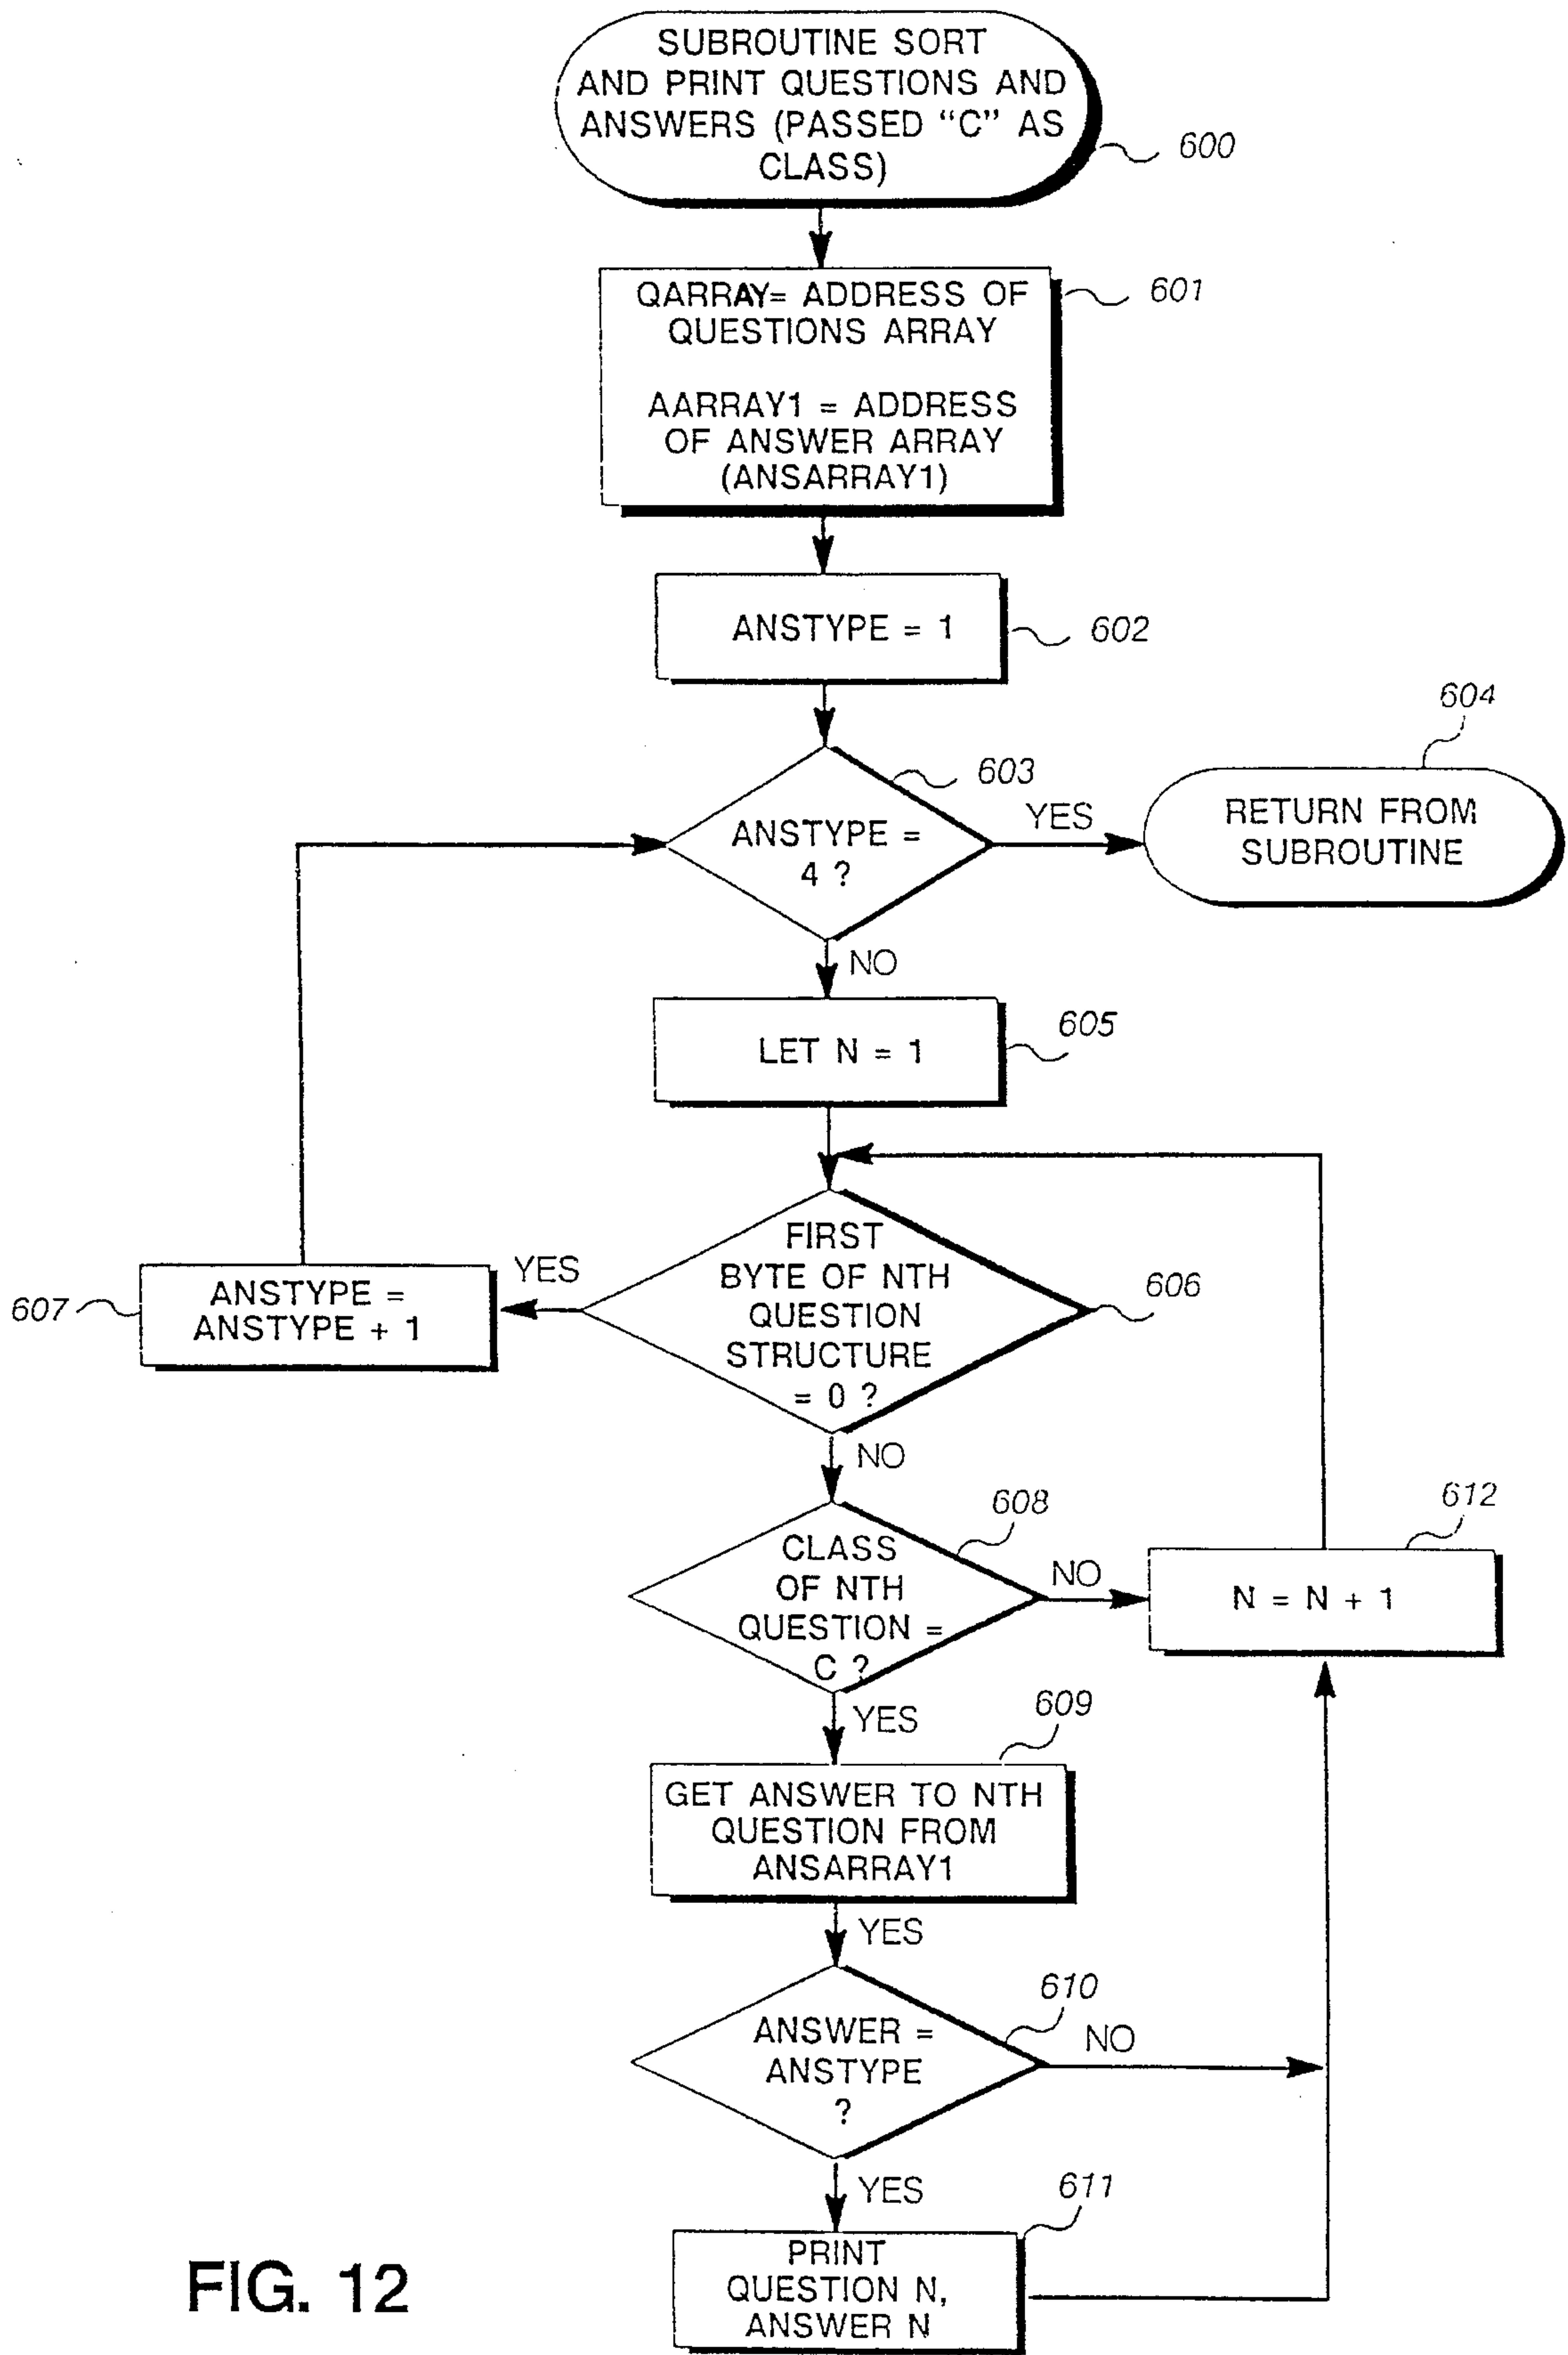 SUBROUTINE SORT
AND PRINT QUESTIONS AND
ANSWERS (PASSED “C” AS
CLASS)
600
QARRAY= ADDRESS OF
QUESTIONS ARRAY
AARRAY1 = ADDRESS
OF ANSWER ARRAY
(ANSARRAY1)
601
ANSTYPE = 1
602
603
604
ANSTYPE =
4 ?
YES
RETURN FROM
SUBROUTINE
NO
LET N = 1
605
FIRST
BYTE OF NTH
QUESTION
STRUCTURE
= 0 ?
606
YES
607
ANSTYPE =
ANSTYPE + 1
NO
608
CLASS
OF NTH
QUESTION =
C ?
NO
612
N = N + 1
YES
609
GET ANSWER TO NTH
QUESTION FROM
ANSARRAY1
YES
610
ANSWER =
ANSTYPE
?
NO
YES
611
PRINT
QUESTION N,
ANSWER N
FIG. 12